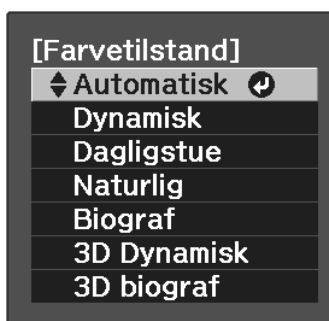 [Farvetilstand]
Automatisk
Dynamisk
Dagligstue
Naturlig
Biograf
3D Dynamisk
3D biograf